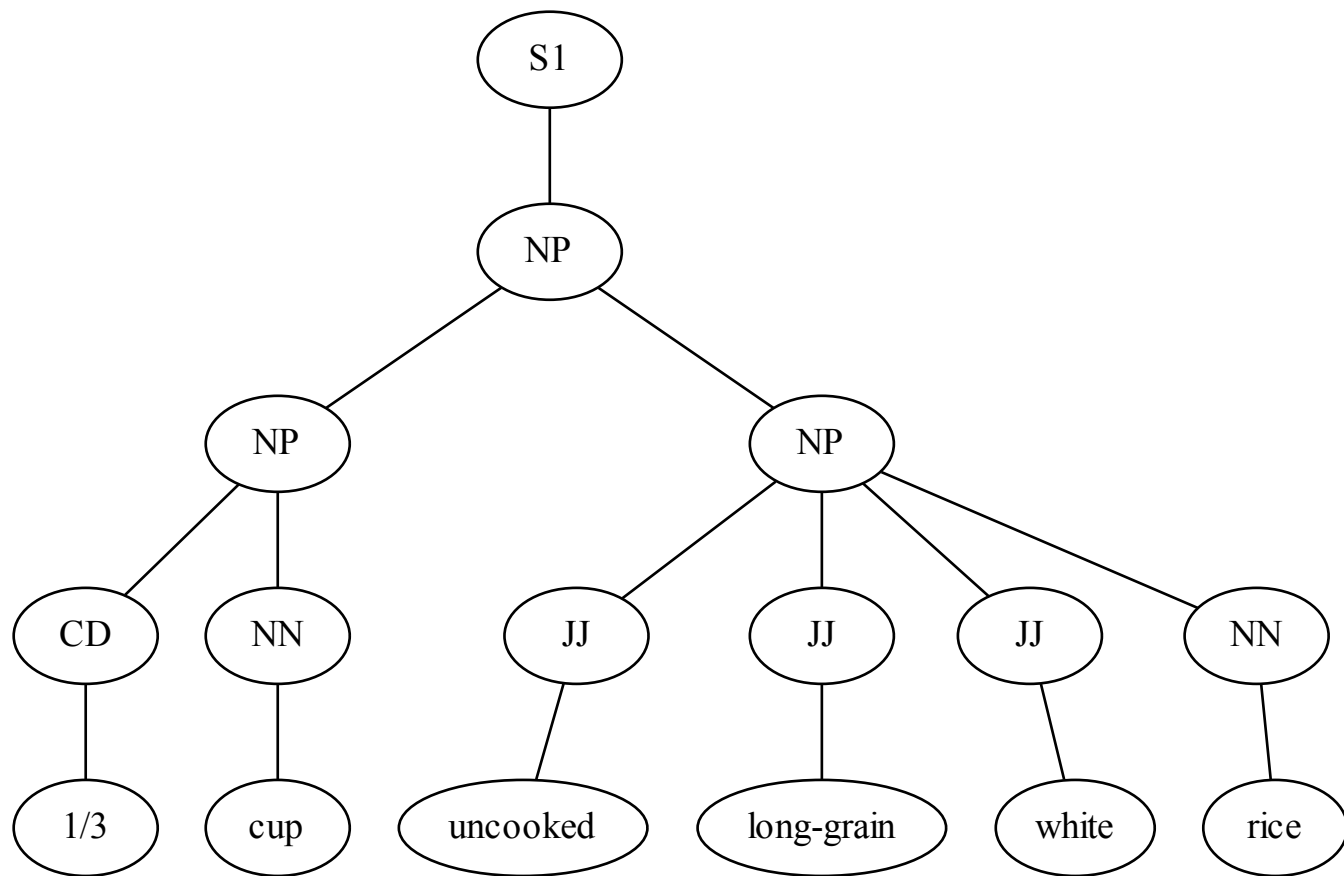 S1
NP
NP NP
CD NN JJ JJ JJ NN
1/3 cup uncooked long-grain white rice